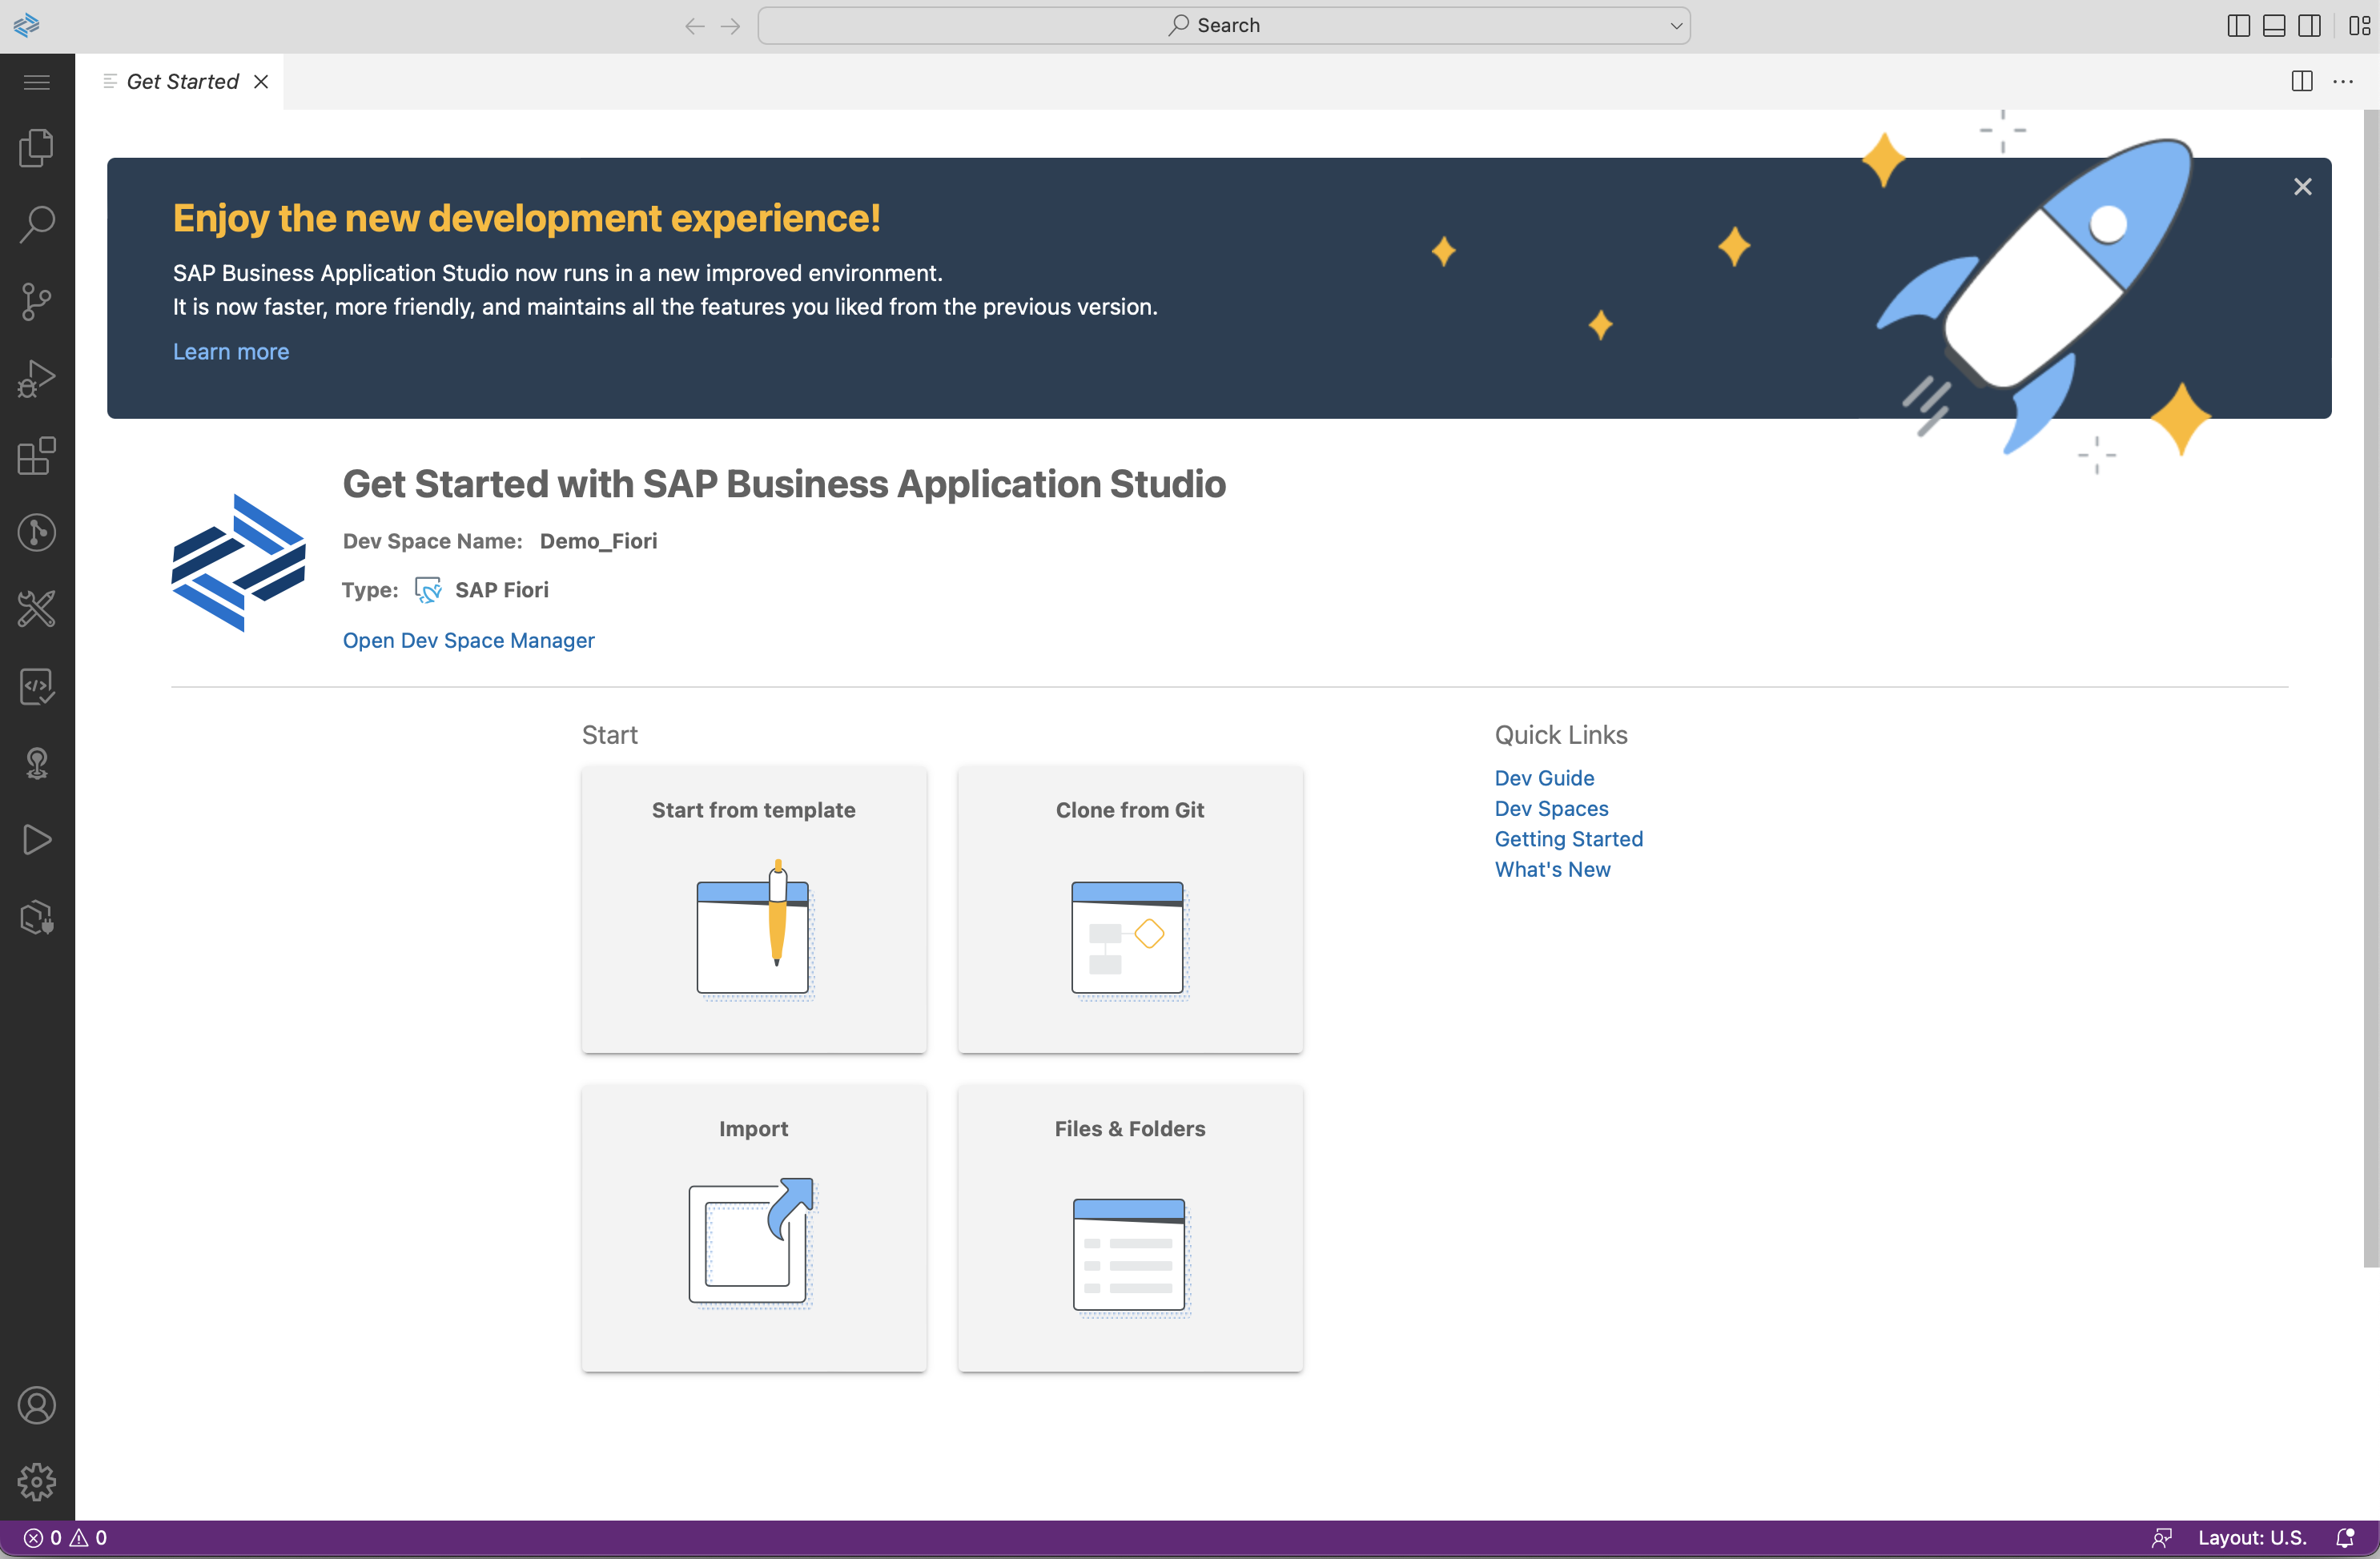 Search
Get Started
Enjoy the new development experience!
SAP Business Application Studio now runs in a new improved environment.
It is now faster, more friendly, and maintains all the features you liked from the previous version.
Learn more
Get Started with SAP Business Application Studio
Dev Space Name: Demo_Fiori
Type: SAP Fiori
Open Dev Space Manager
Start
Start from template
Clone from Git
Import
Files & Folders
Quick Links
Dev Guide
Dev Spaces
Getting Started
What's New
0 0
Layout: U.S.